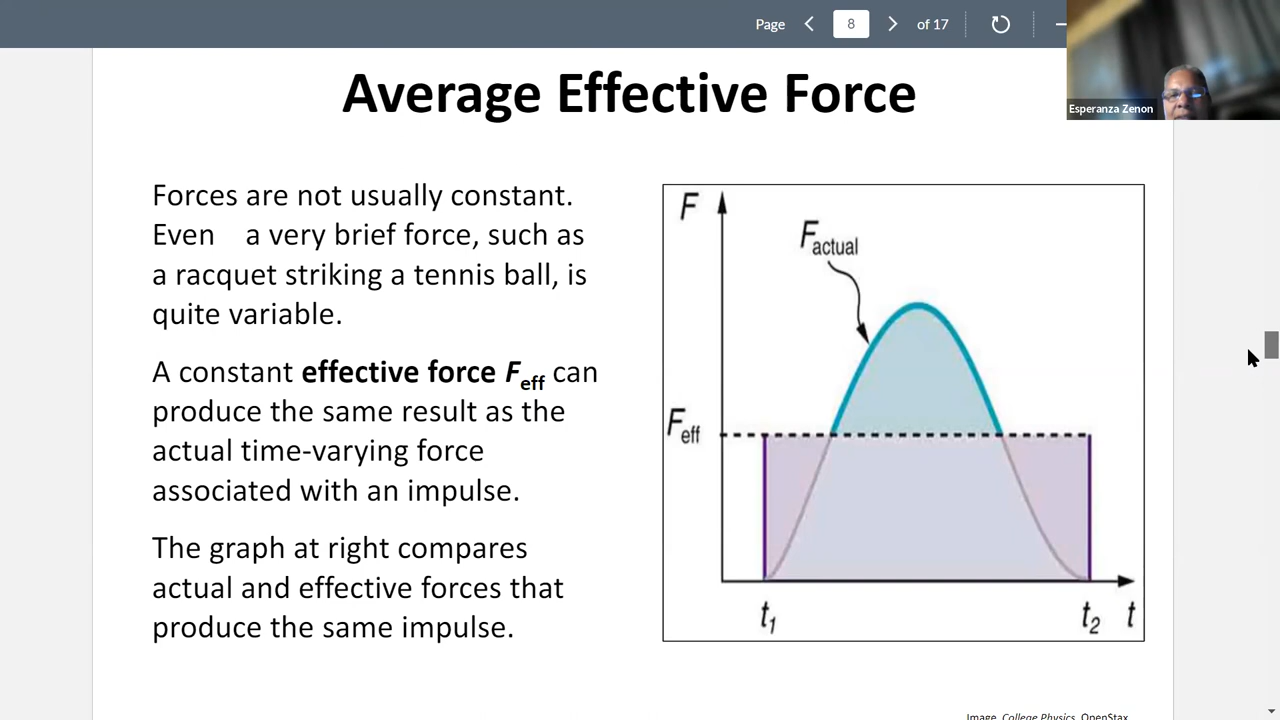 Page 8 of 17
Esperanza Zenon
Average Effective Force
Forces are not usually constant.
Even a very brief force, such as
a racquet striking a tennis ball, is
quite variable.
A constant effective force Feff can
produce the same result as the
actual time-varying force
associated with an impulse.
The graph at right compares
actual and effective forces that
produce the same impulse.
F
Factual
Feff
t1
t2
t
Image College Physics, OpenStax